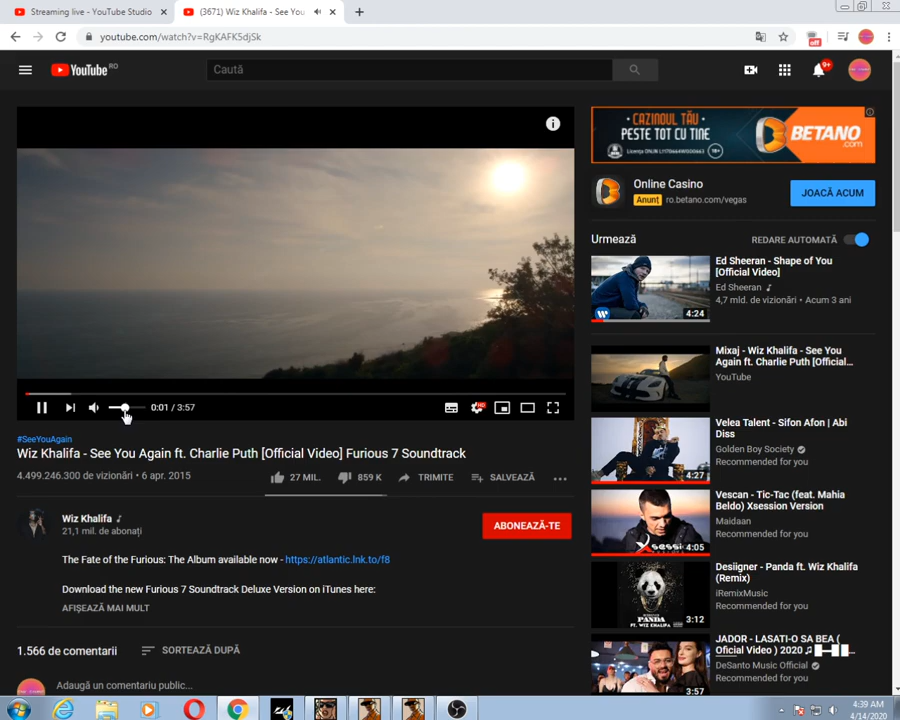 Streaming live - YouTube Studio
(3671) Wiz Khalifa - See You
youtube.com/watch?v=RgKAFK5djSk
off
YouTube RO
Caută
9+
CAZINOUL TĂU
PESTE TOT CU TINE
BETANO
.com
Online Casino
Anunț ro.betano.com/vegas
JOACĂ ACUM
Urmează
REDARE AUTOMATĂ
Ed Sheeran - Shape of You
[Official Video]
Ed Sheeran
4,7 mld. de vizionări • Acum 3 ani
4:24
Mixaj - Wiz Khalifa - See You
Again ft. Charlie Puth [Official...
YouTube
0:01 / 3:57
HD
Velea Talent - Sifon Afon | Abi
Diss
Golden Boy Society
Recommended for you
4:27
#SeeYouAgain
Wiz Khalifa - See You Again ft. Charlie Puth [Official Video] Furious 7 Soundtrack
4.499.246.300 de vizionări • 6 apr. 2015
27 MIL.
859 K
TRIMITE
SALVEAZĂ
Vescan - Tic-Tac (feat. Mahia
Beldo) Xsession Version
Maidaan
Recommended for you
4:05
Wiz Khalifa
21,1 mil. de abonați
ABONEAZĂ-TE
The Fate of the Furious: The Album available now - https://atlantic.lnk.to/f8
Download the new Furious 7 Soundtrack Deluxe Version on iTunes here:
AFIȘEAZĂ MAI MULT
Desiigner - Panda ft. Wiz Khalifa
(Remix)
iRemixMusic
Recommended for you
PANDA
3:12
1.566 de comentarii
SORTEAZĂ DUPĂ
Adaugă un comentariu public...
JADOR - LASATI-O SA BEA (
Oficial Video ) 2020
DeSanto Music Official
Recommended for you
3:57
4:39 AM
4/14/2020